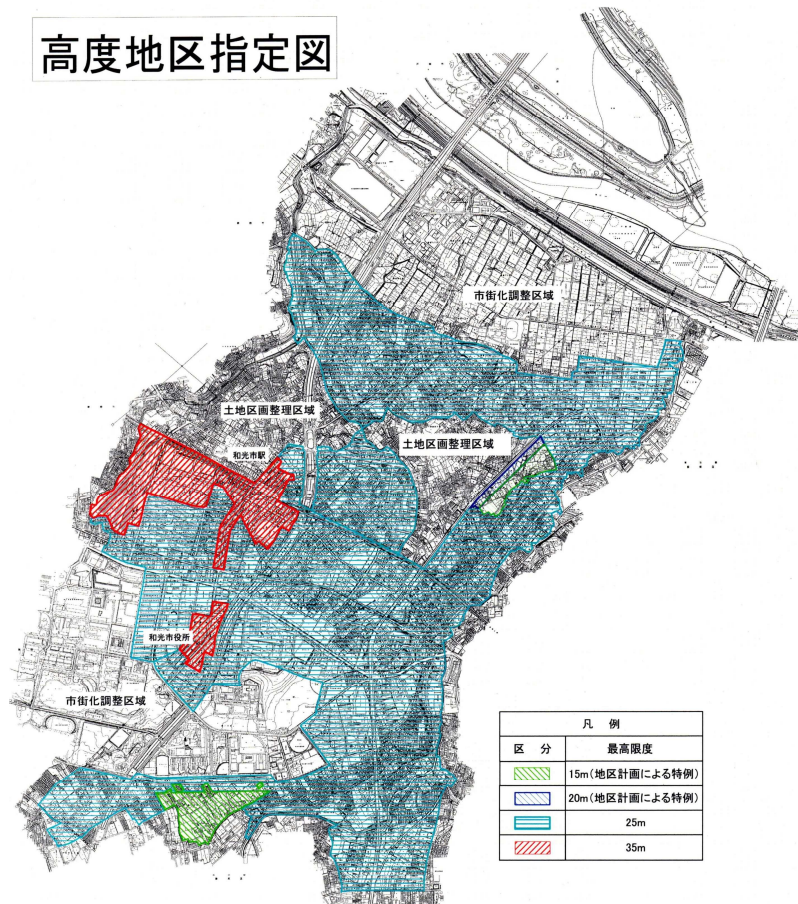 高度地区指定図
市街化調整区域
土地区画整理区域
土地区画整理区域
和光市駅
和光市役所
市街化調整区域
凡 例
区 分 最高限度
15m(地区計画による特例)
20m(地区計画による特例)
25m
35m